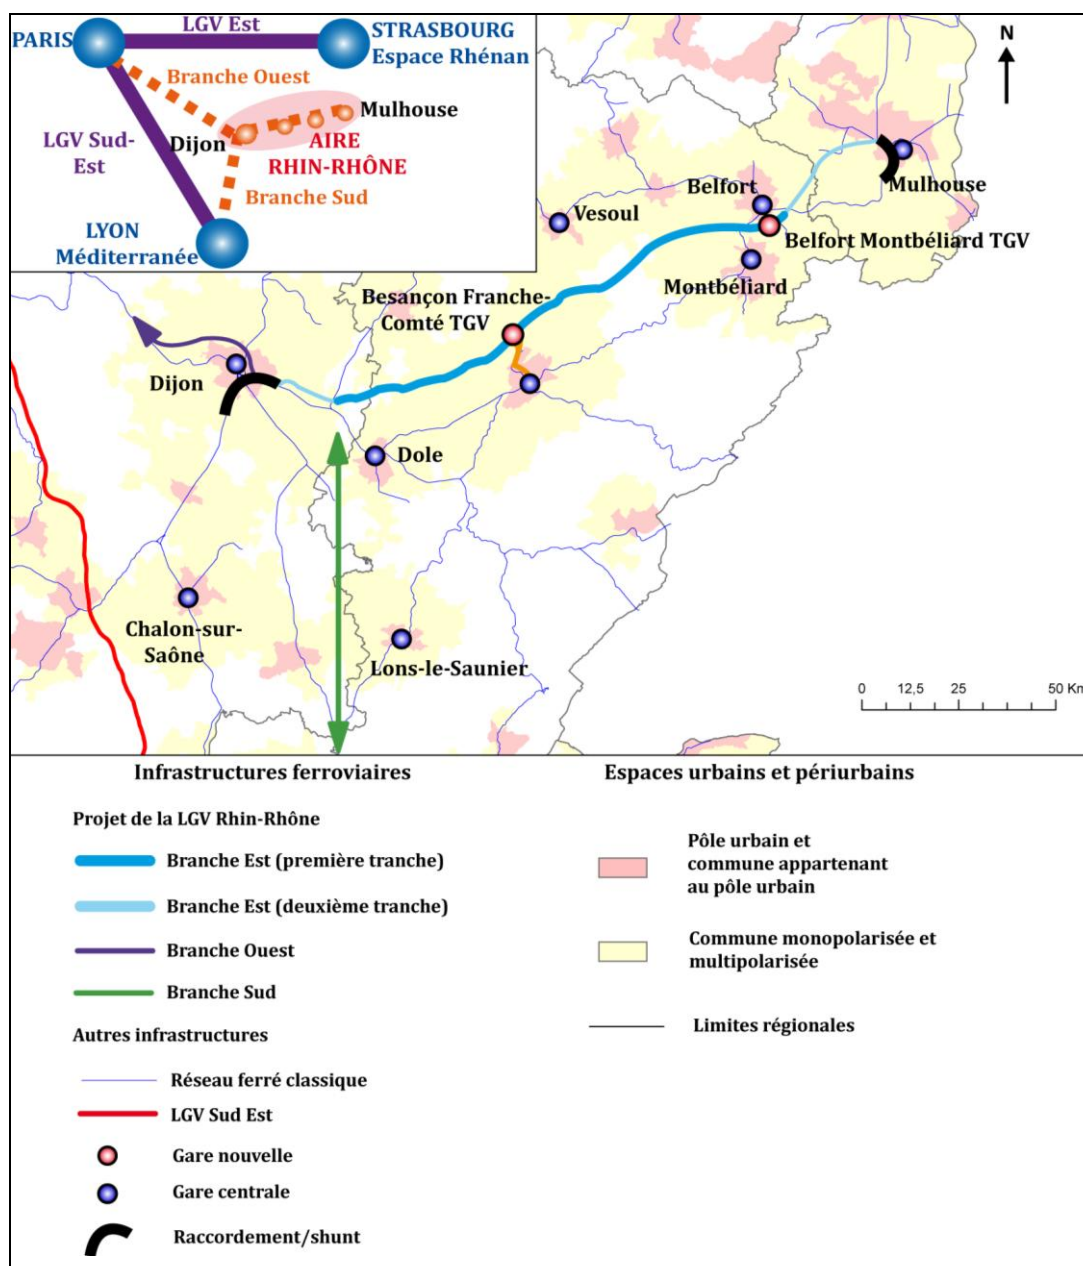 LGV Est
PARIS
STRASBOURG
Espace Rhénan
Branche Ouest
Mulhouse
Dijon
LGV Sud-
Est
AIRE
RHIN-RHÔNE
Branche Sud
LYON
Méditerranée
N
Mulhouse
Belfort
Vesoul
Belfort Montbéliard TGV
Montbéliard
Besançon Franche-
Comté TGV
Dijon
Dole
Chalon-sur-
Saône
Lons-le-Saunier
0 12,5 25 50 Km
Infrastructures ferroviaires
Projet de la LGV Rhin-Rhône
Branche Est (première tranche)
Branche Est (deuxième tranche)
Branche Ouest
Branche Sud
Autres infrastructures
Réseau ferré classique
LGV Sud Est
Gare nouvelle
Gare centrale
Raccordement/shunt
Espaces urbains et périurbains
Pôle urbain et
commune appartenant
au pôle urbain
Commune monopolarisée et
multipolarisée
Limites régionales